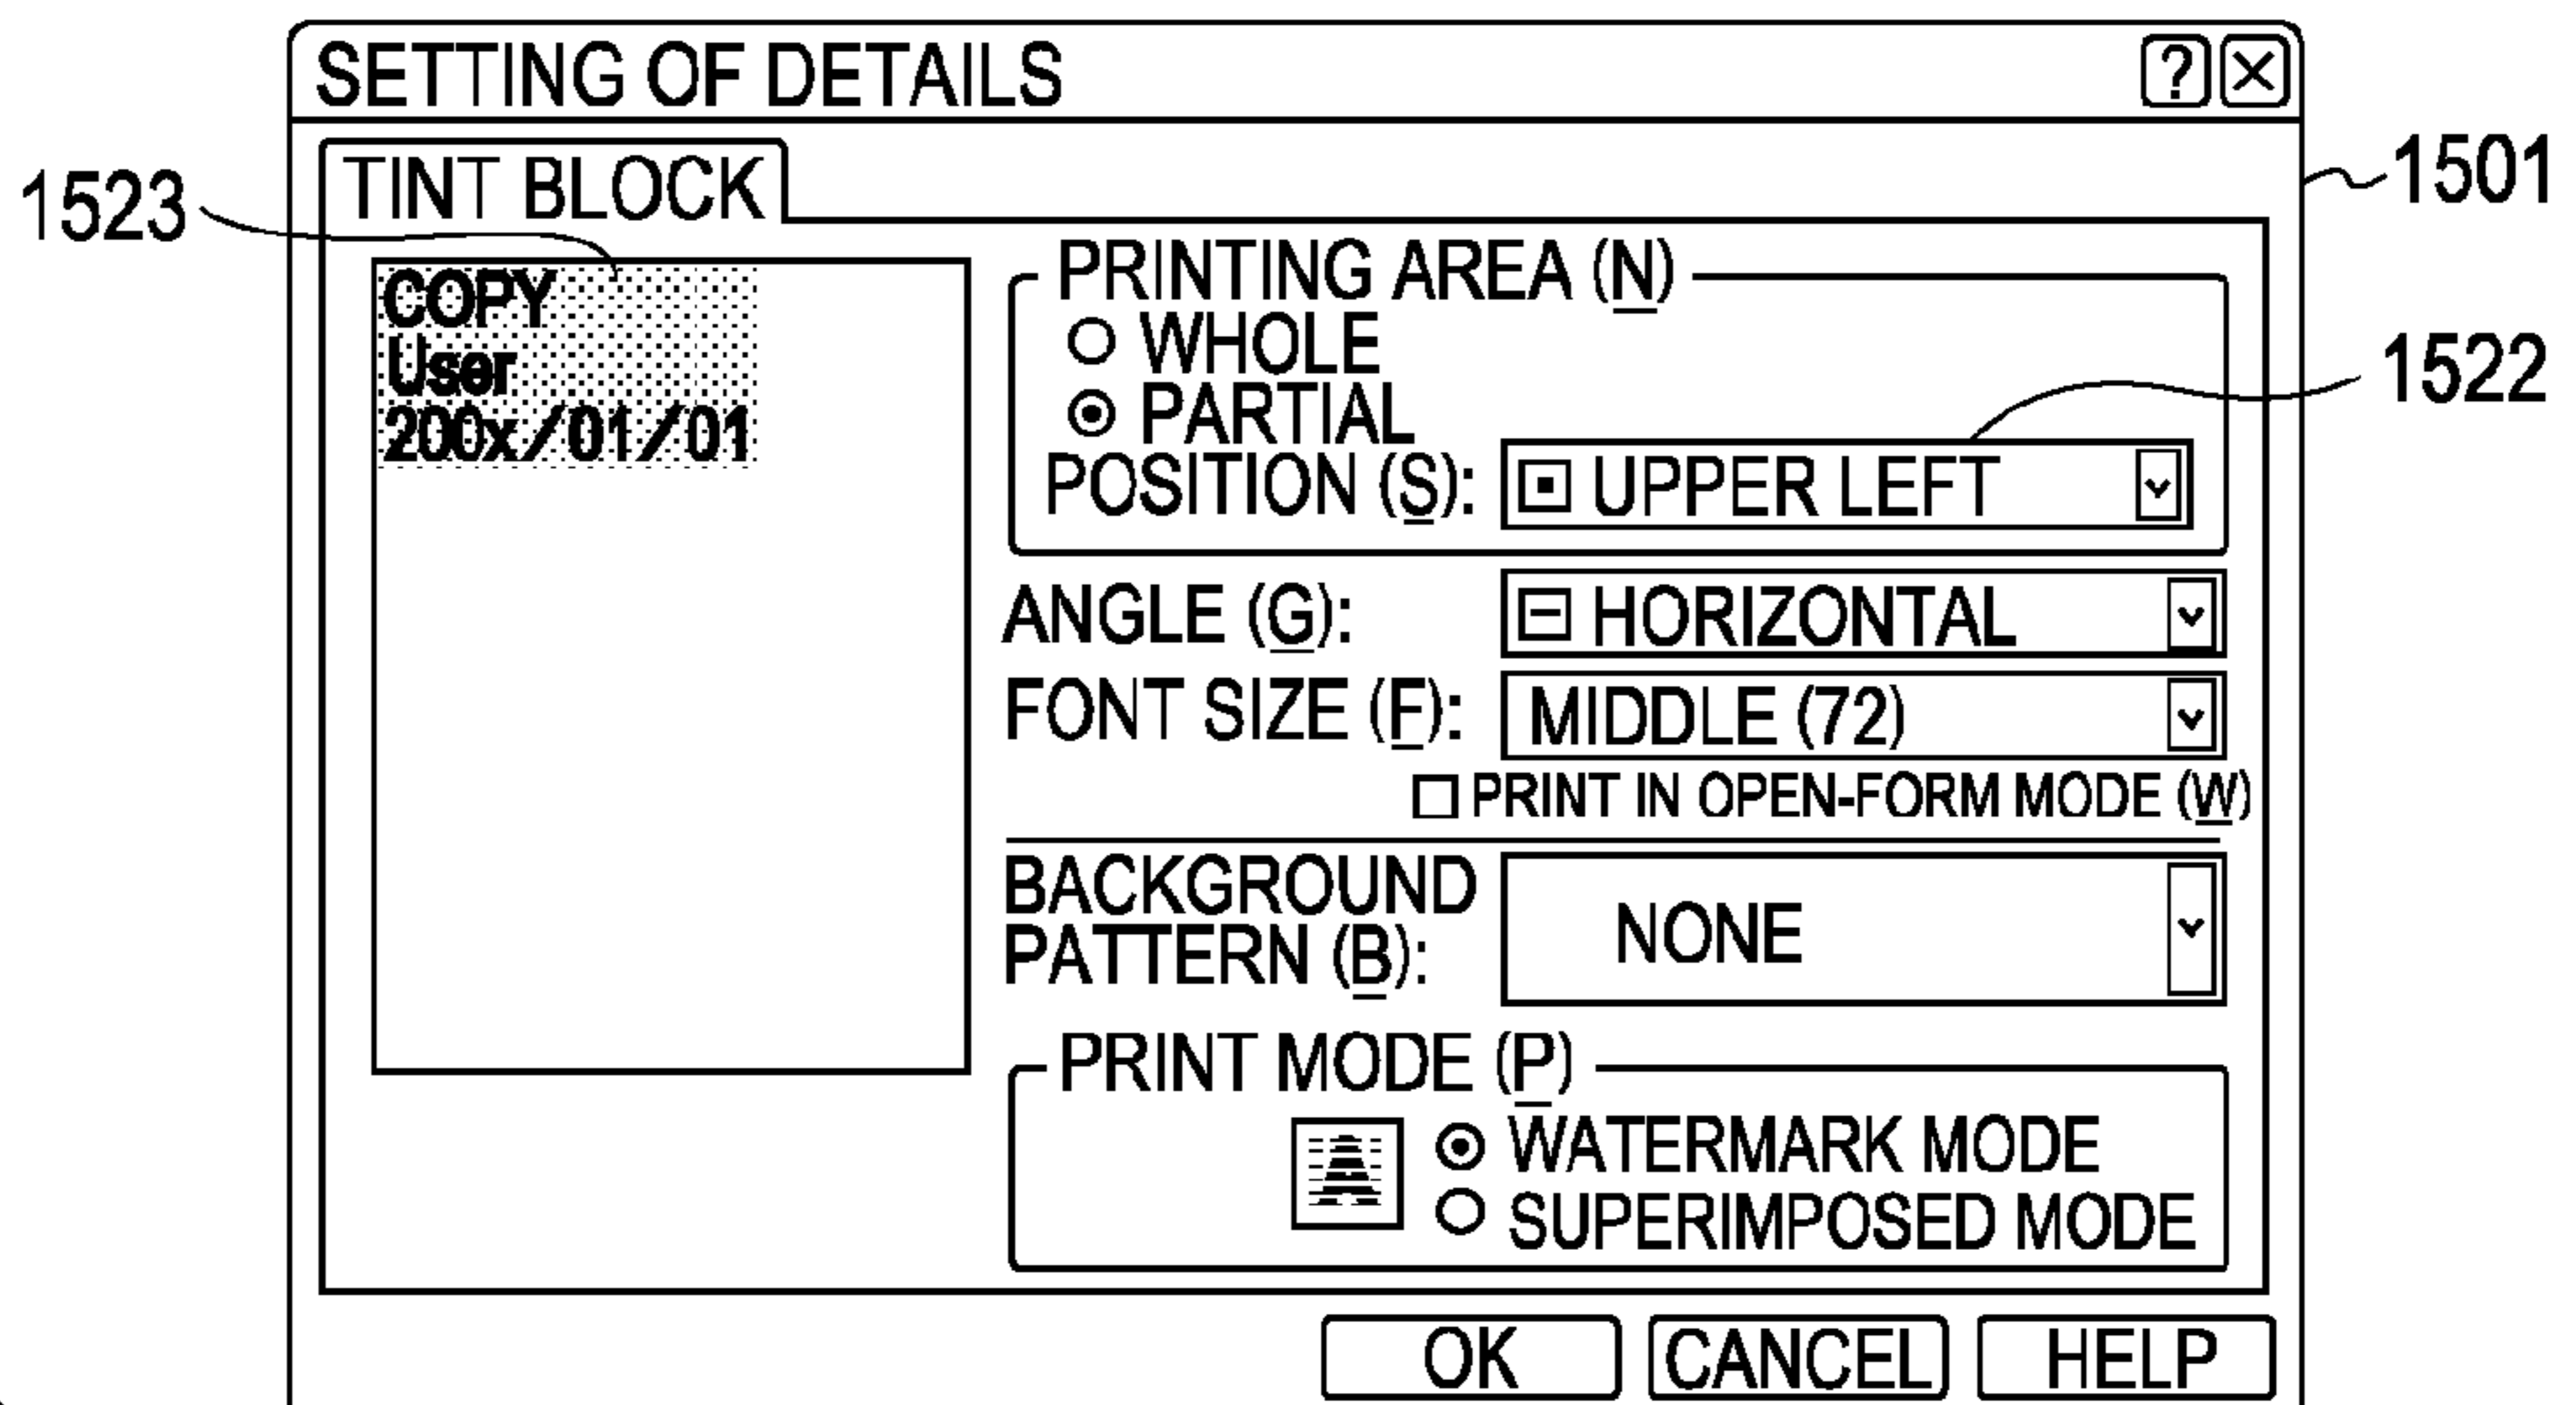 SETTING OF DETAILS ? ×
1501
TINT BLOCK
1523
COPY
User
200x/01/01
PRINTING AREA (N)
WHOLE
PARTIAL
1522
POSITION (S): UPPER LEFT
ANGLE (G): HORIZONTAL
FONT SIZE (F): MIDDLE (72)
PRINT IN OPEN-FORM MODE (W)
BACKGROUND
PATTERN (B): NONE
PRINT MODE (P)
A
WATERMARK MODE
SUPERIMPOSED MODE
OK CANCEL HELP